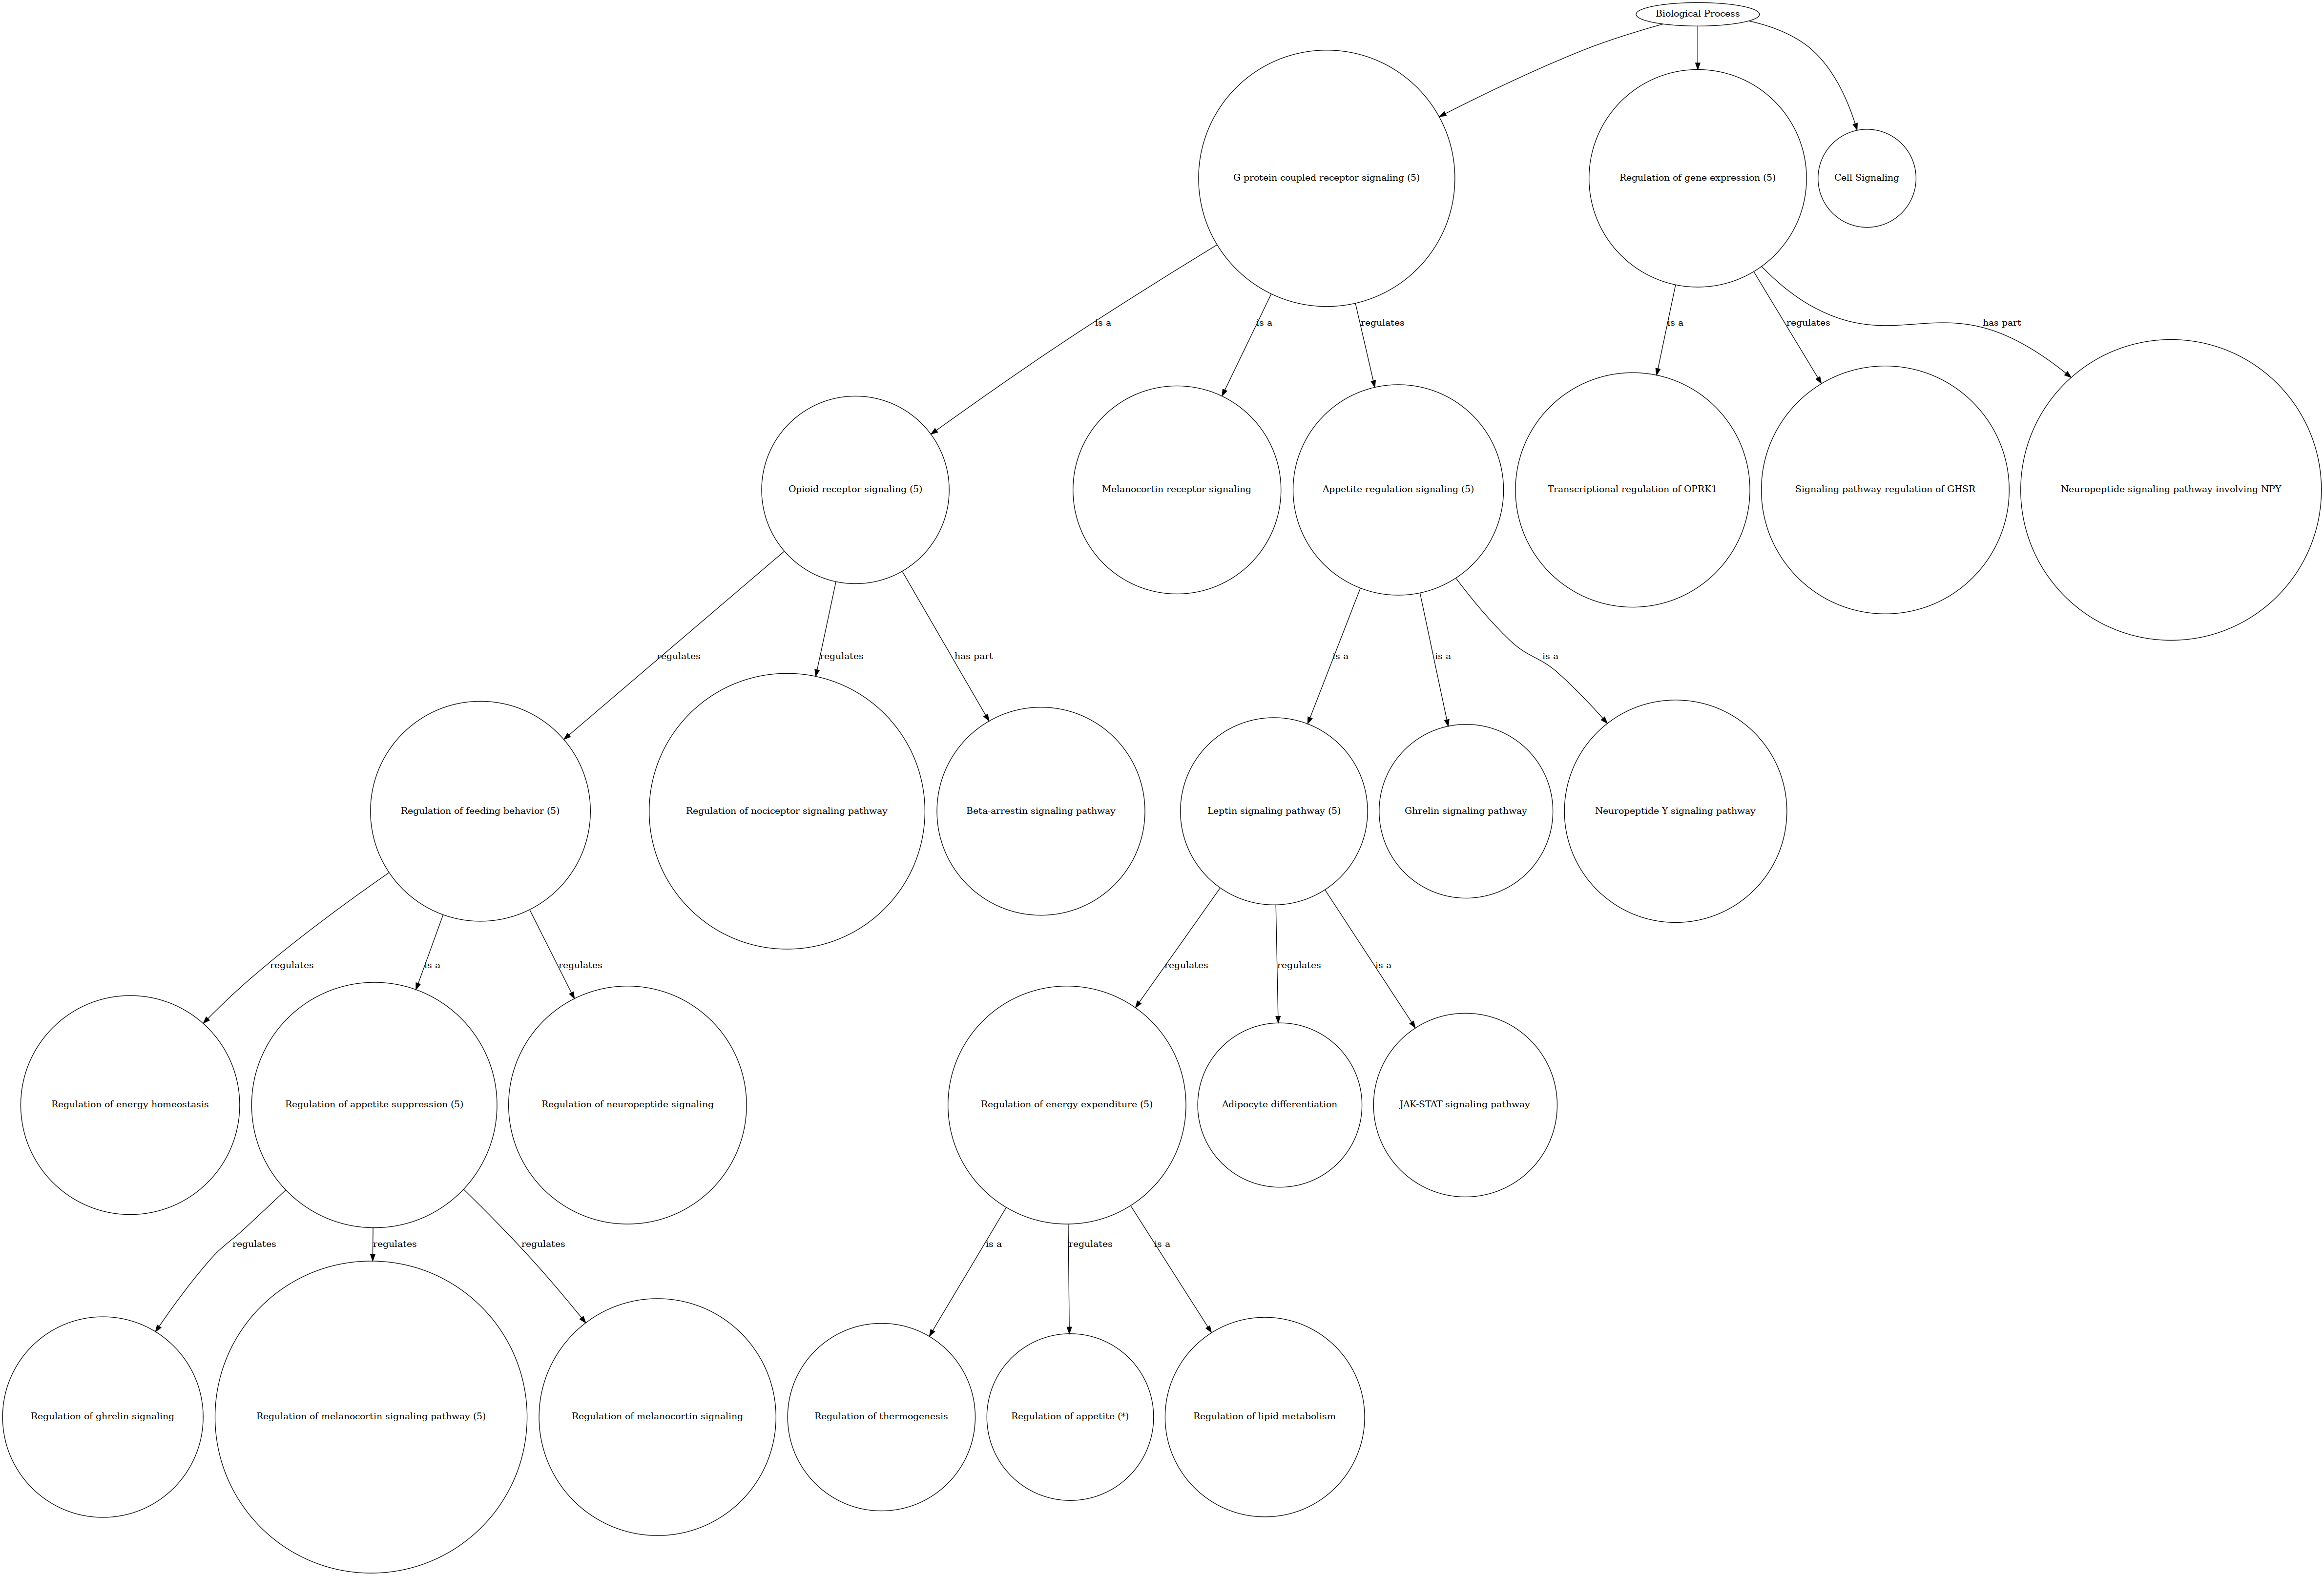 Biological Process
G protein-coupled receptor signaling (5)
Regulation of gene expression (5)
Cell Signaling
is a
is a
regulates
is a
regulates
has part
Opioid receptor signaling (5)
Melanocortin receptor signaling
Appetite regulation signaling (5)
Transcriptional regulation of OPRK1
Signaling pathway regulation of GHSR
Neuropeptide signaling pathway involving NPY
regulates
regulates
has part
is a
is a
is a
Regulation of feeding behavior (5)
Regulation of nociceptor signaling pathway
Beta-arrestin signaling pathway
Leptin signaling pathway (5)
Ghrelin signaling pathway
Neuropeptide Y signaling pathway
regulates
is a
regulates
regulates
regulates
is a
Regulation of energy homeostasis
Regulation of appetite suppression (5)
Regulation of neuropeptide signaling
Regulation of energy expenditure (5)
Adipocyte differentiation
JAK-STAT signaling pathway
regulates
regulates
regulates
is a
regulates
is a
Regulation of ghrelin signaling
Regulation of melanocortin signaling pathway (5)
Regulation of melanocortin signaling
Regulation of thermogenesis
Regulation of appetite (*)
Regulation of lipid metabolism